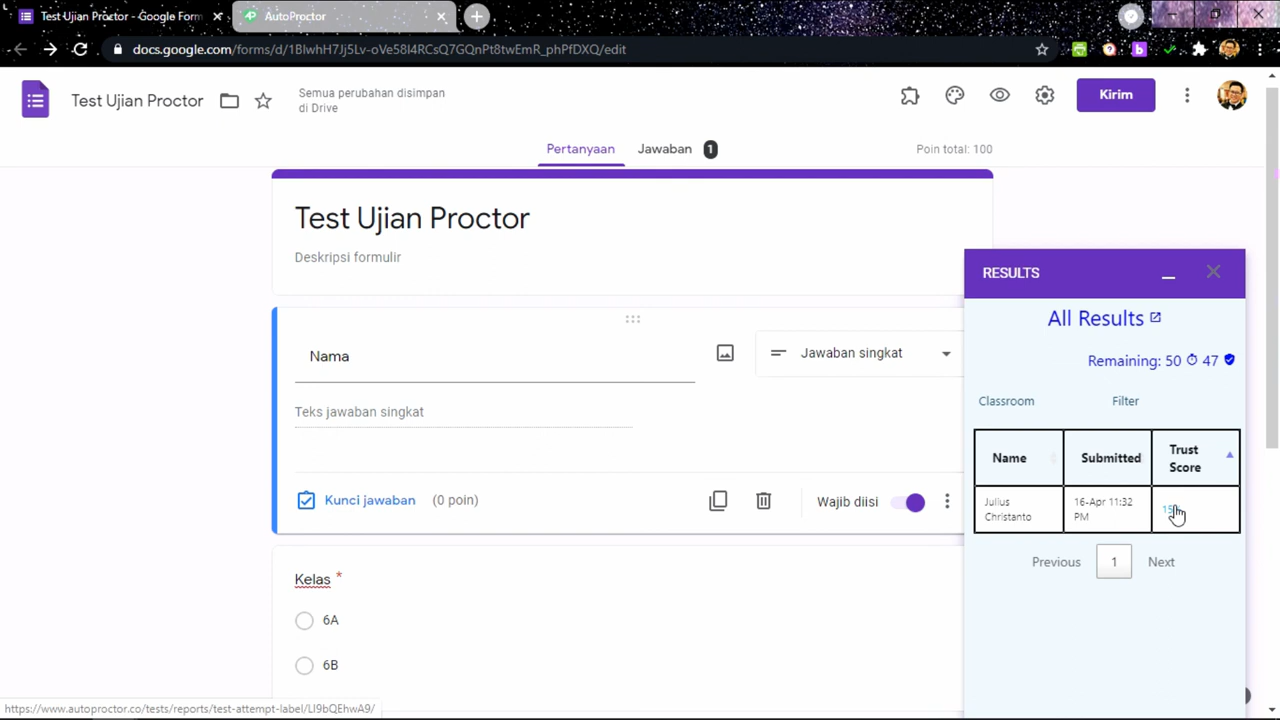 Test Ujian Proctor - Google Form
AutoProctor
docs.google.com/forms/d/1BIwhH7Jj5Lv-oVe58I4RCsQ7GQnPt8twEmR_phPfDXQ/edit
Test Ujian Proctor
Semua perubahan disimpan
di Drive
Kirim
Pertanyaan
Jawaban 1
Poin total: 100
Test Ujian Proctor
Deskripsi formulir
Nama
Jawaban singkat
Teks jawaban singkat
Kunci jawaban (0 poin)
Wajib diisi
Kelas *
6A
6B
RESULTS
All Results
Remaining: 50 47
Classroom Filter
Name Submitted Trust
Score
Julius
Christanto
16-Apr 11:32
PM
Previous 1 Next
https://www.autoproctor.co/tests/reports/test-attempt-label/LI9bQEhwA9/